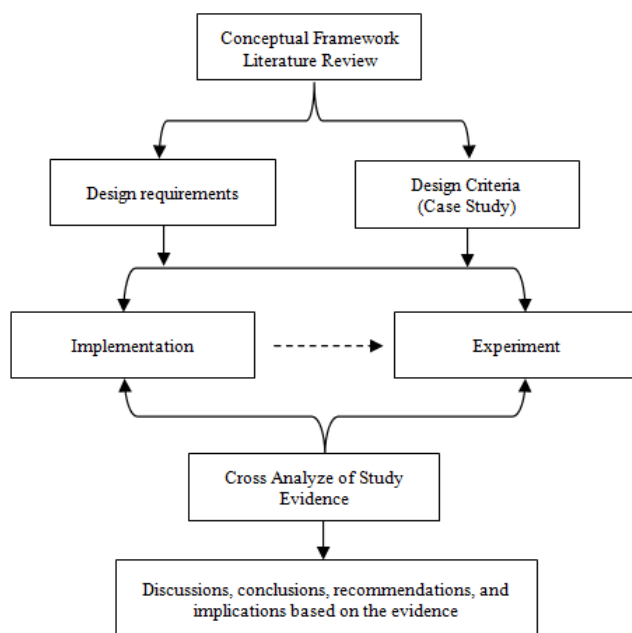 Conceptual Framework
Literature Review
Design requirements
Design Criteria
(Case Study)
Implementation
Experiment
Cross Analyze of Study
Evidence
Discussions, conclusions, recommendations, and
implications based on the evidence